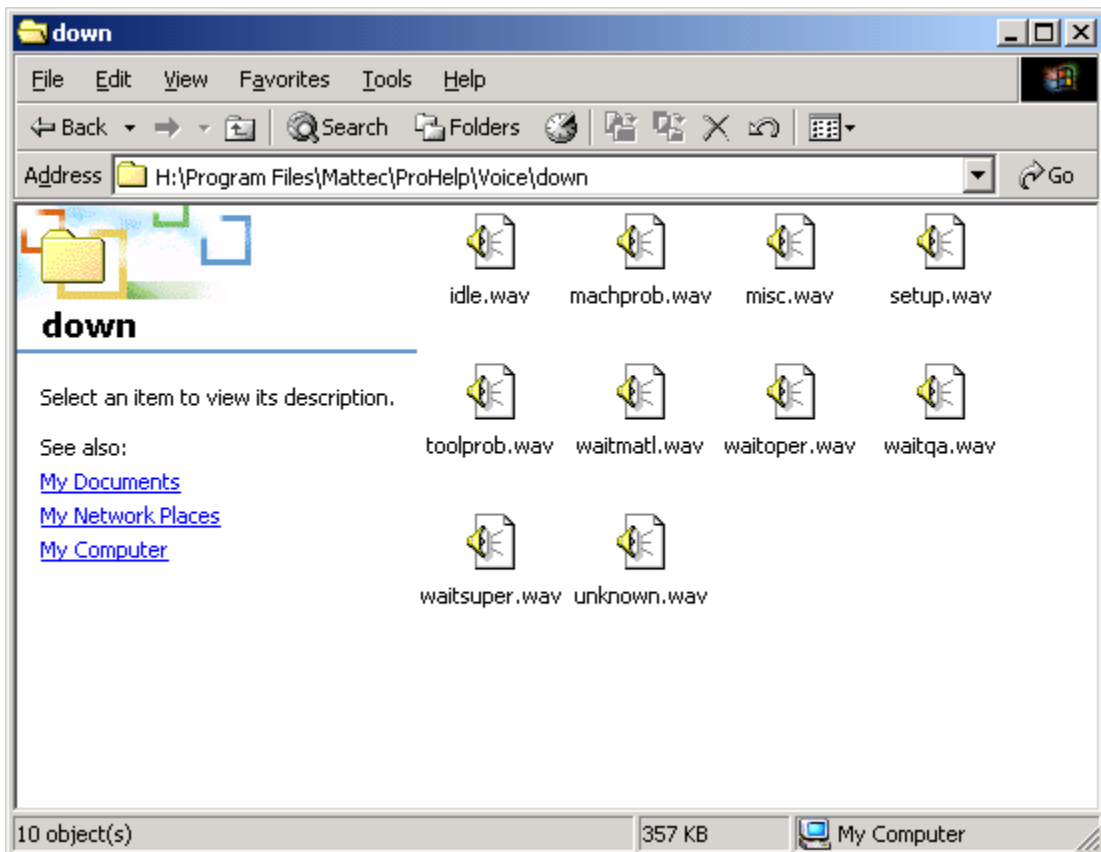 down
File Edit View Favorites Tools Help
Back Search Folders
Address H:\Program Files\Mattec\ProHelp\Voice\down Go
down
Select an item to view its description.
See also:
My Documents
My Network Places
My Computer
idle.wav machprob.wav misc.wav setup.wav
toolprob.wav waitmatl.wav waitoper.wav waitqa.wav
waitsuper.wav unknown.wav
10 object(s) 357 KB My Computer